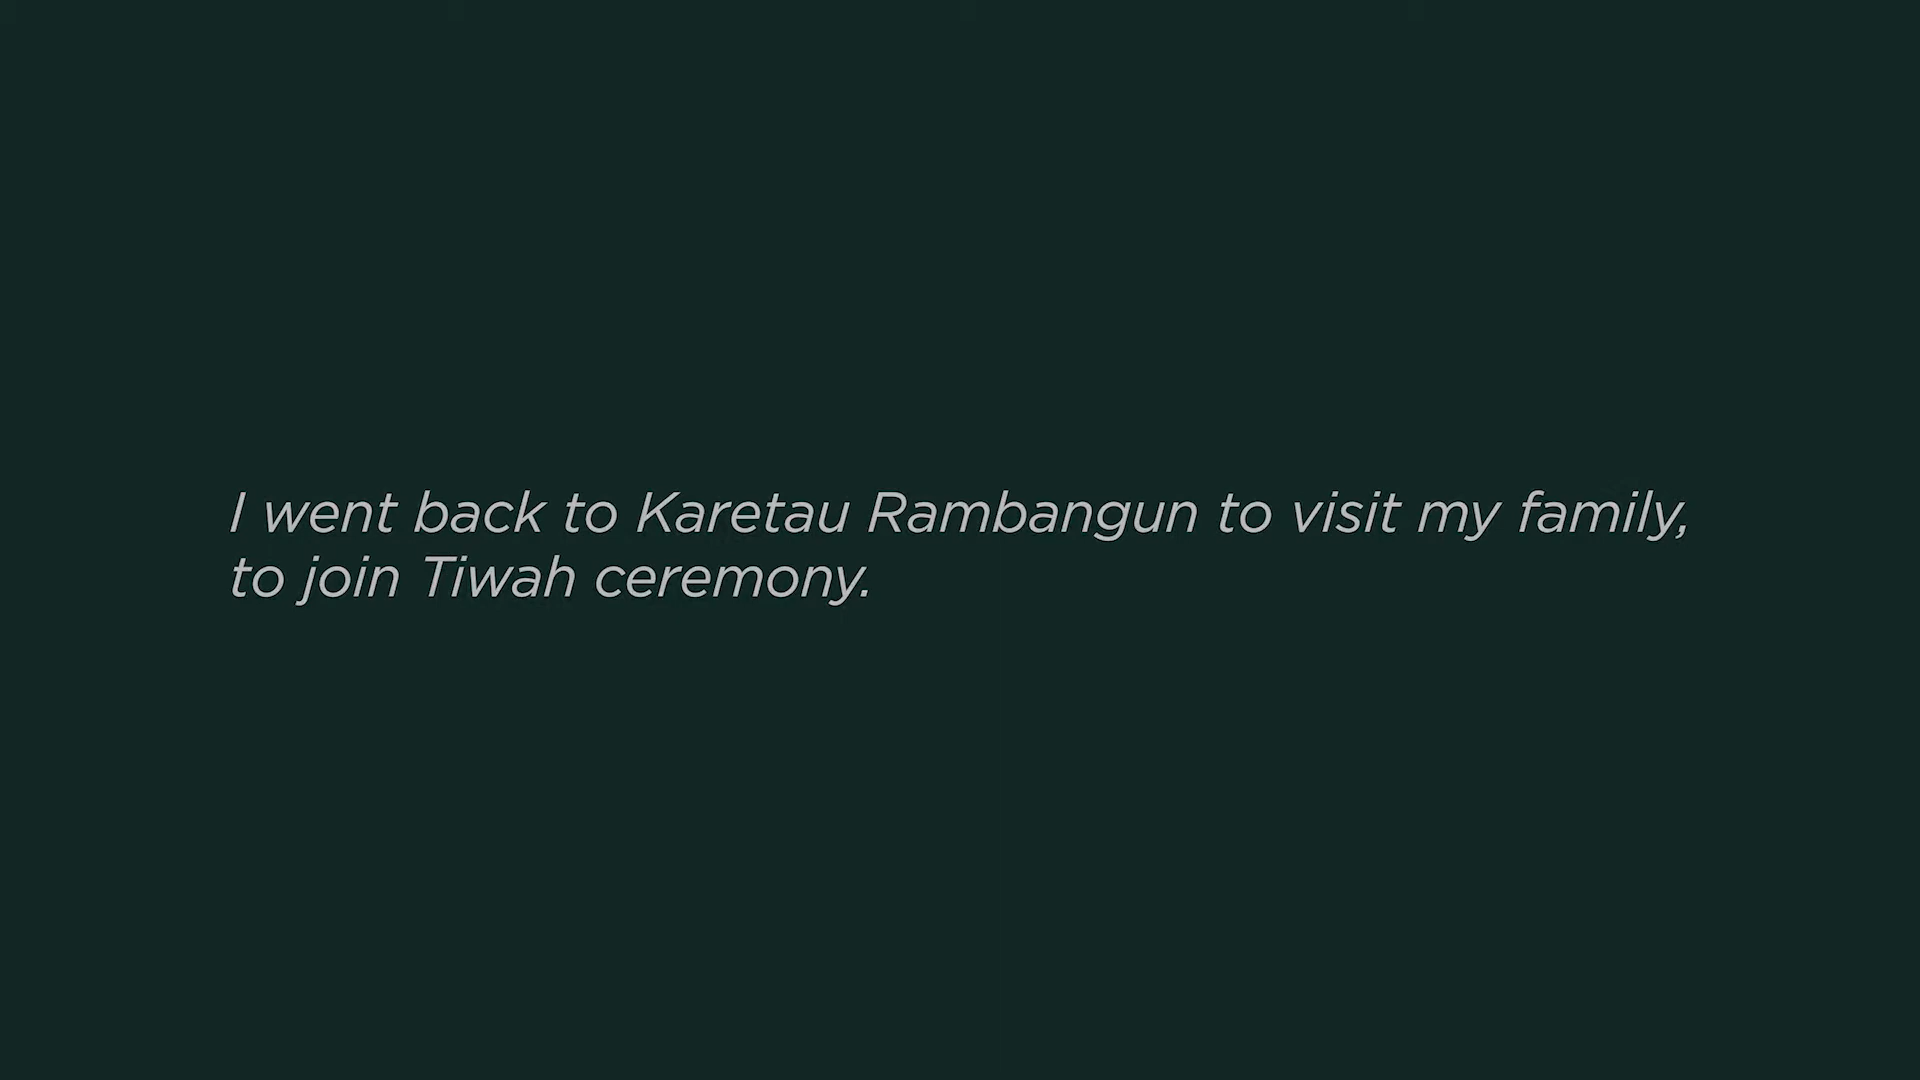 I went back to Karetau Rambangun to visit my family,
to join Tiwah ceremony.